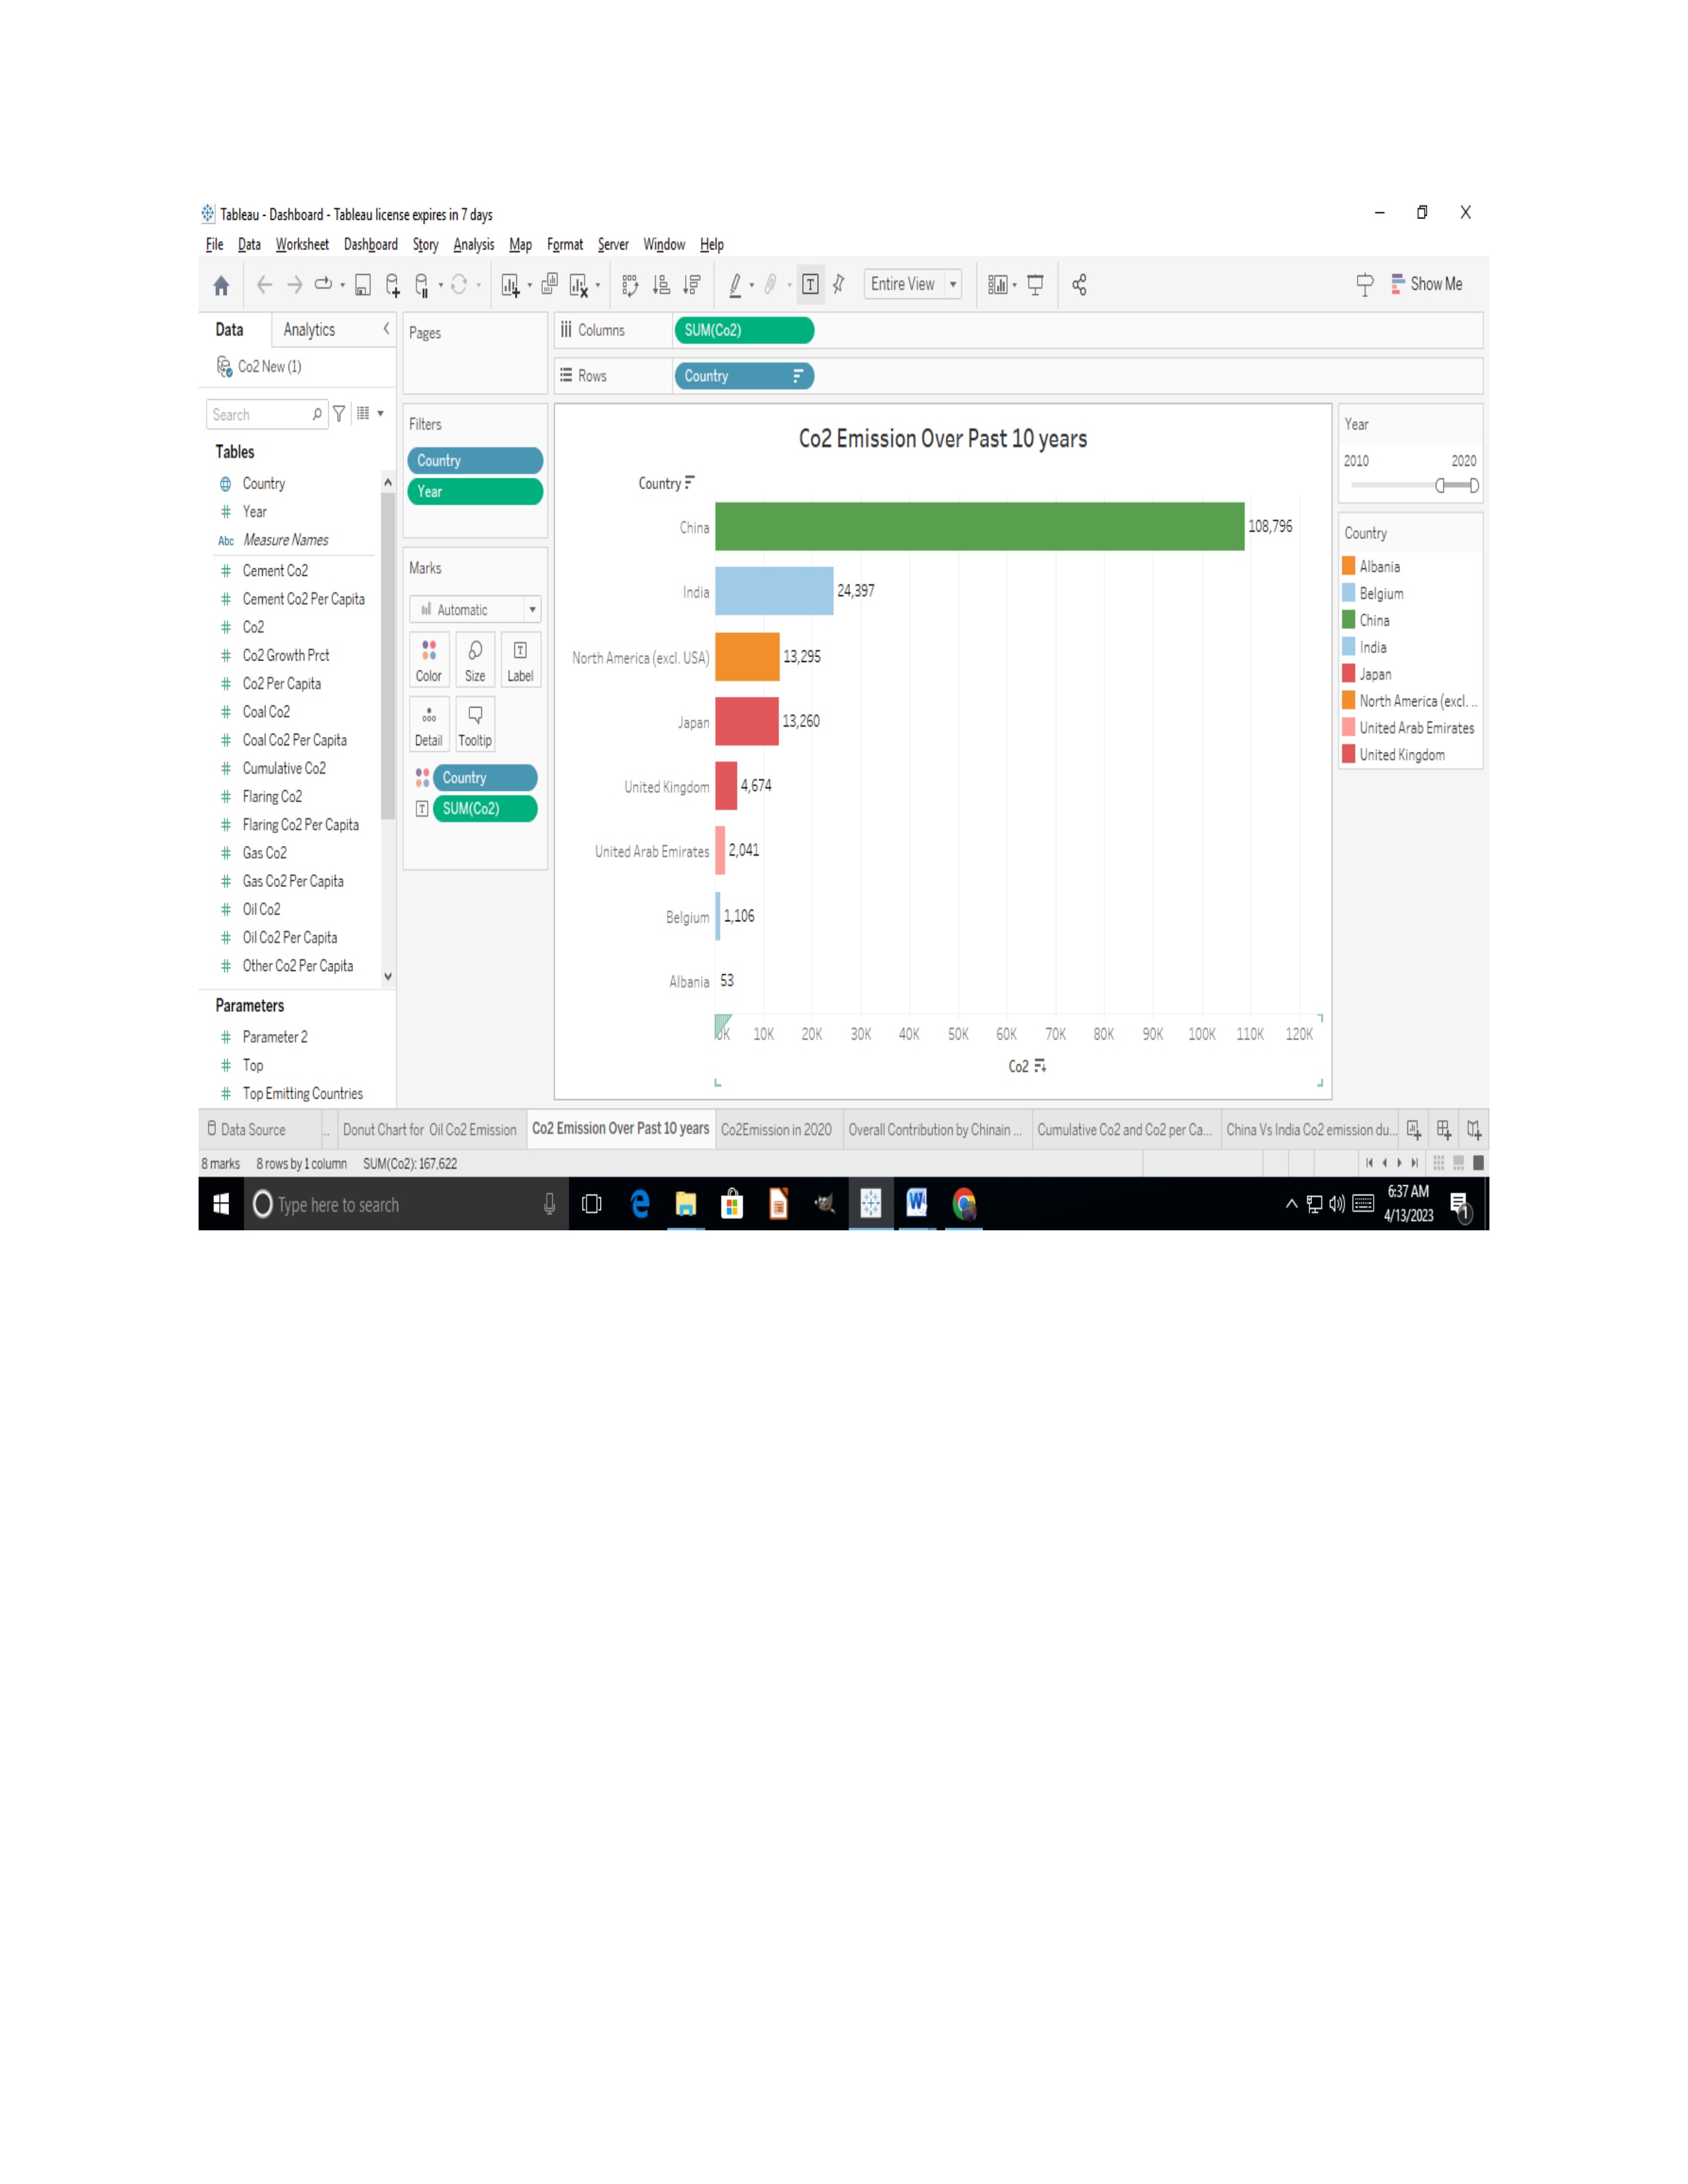 Tableau - Dashboard - Tableau license expires in 7 days
File Data Worksheet Dashboard Story Analysis Map Format Server Window Help
Entire View
Show Me
Data Analytics
Pages
Columns
SUM(Co2)
Co2 New (1)
Rows
Country
Search
Filters
Country
Year
Tables
Country
Year
Measure Names
Cement Co2
Cement Co2 Per Capita
Co2
Co2 Growth Prct
Co2 Per Capita
Coal Co2
Coal Co2 Per Capita
Cumulative Co2
Flaring Co2
Flaring Co2 Per Capita
Gas Co2
Gas Co2 Per Capita
Oil Co2
Oil Co2 Per Capita
Other Co2 Per Capita
Parameters
Parameter 2
Top
Top Emitting Countries
Marks
Automatic
Color Size Label
Detail Tooltip
Country
SUM(Co2)
Co2 Emission Over Past 10 years
Country
China 108,796
India 24,397
North America (excl. USA) 13,295
Japan 13,260
United Kingdom 4,674
United Arab Emirates 2,041
Belgium 1,106
Albania 53
0K 10K 20K 30K 40K 50K 60K 70K 80K 90K 100K 110K 120K
Co2
Year
2010 2020
Country
Albania
Belgium
China
India
Japan
North America (excl. ..
United Arab Emirates
United Kingdom
Data Source .. Donut Chart for Oil Co2 Emission Co2 Emission Over Past 10 years Co2Emission in 2020 Overall Contribution by Chinain ... Cumulative Co2 and Co2 per Ca... China Vs India Co2 emission du...
8 marks 8 rows by 1 column SUM(Co2): 167,622
Type here to search
6:37 AM
4/13/2023
1